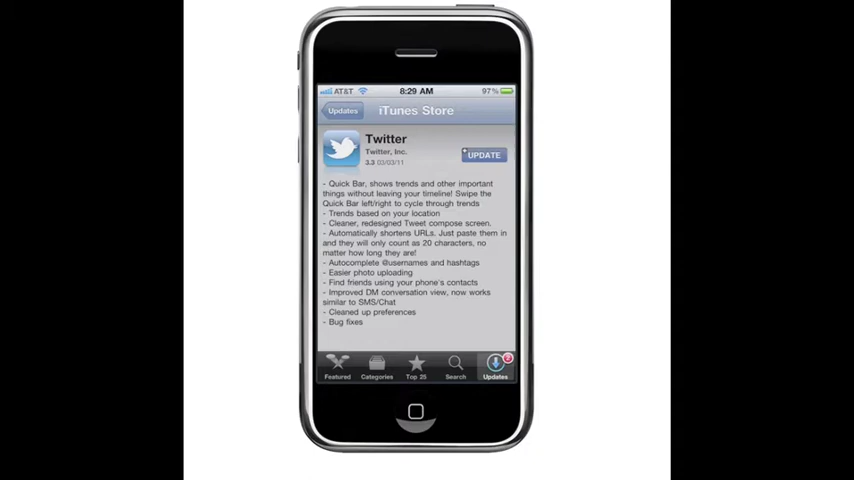 AT&T 8:29 AM 97%
Updates iTunes Store
Twitter
Twitter, Inc.
3.3 03/03/11
UPDATE
- Quick Bar, shows trends and other important
things without leaving your timeline! Swipe the
Quick Bar left/right to cycle through trends
- Trends based on your location
- Cleaner, redesigned Tweet compose screen.
- Automatically shortens URLs. Just paste them in
and they will only count as 20 characters, no
matter how long they are!
- Autocomplete @usernames and hashtags
- Easier photo uploading
- Find friends using your phone's contacts
- Improved DM conversation view, now works
similar to SMS/Chat
- Cleaned up preferences
- Bug fixes
2
Featured Categories Top 25 Search Updates